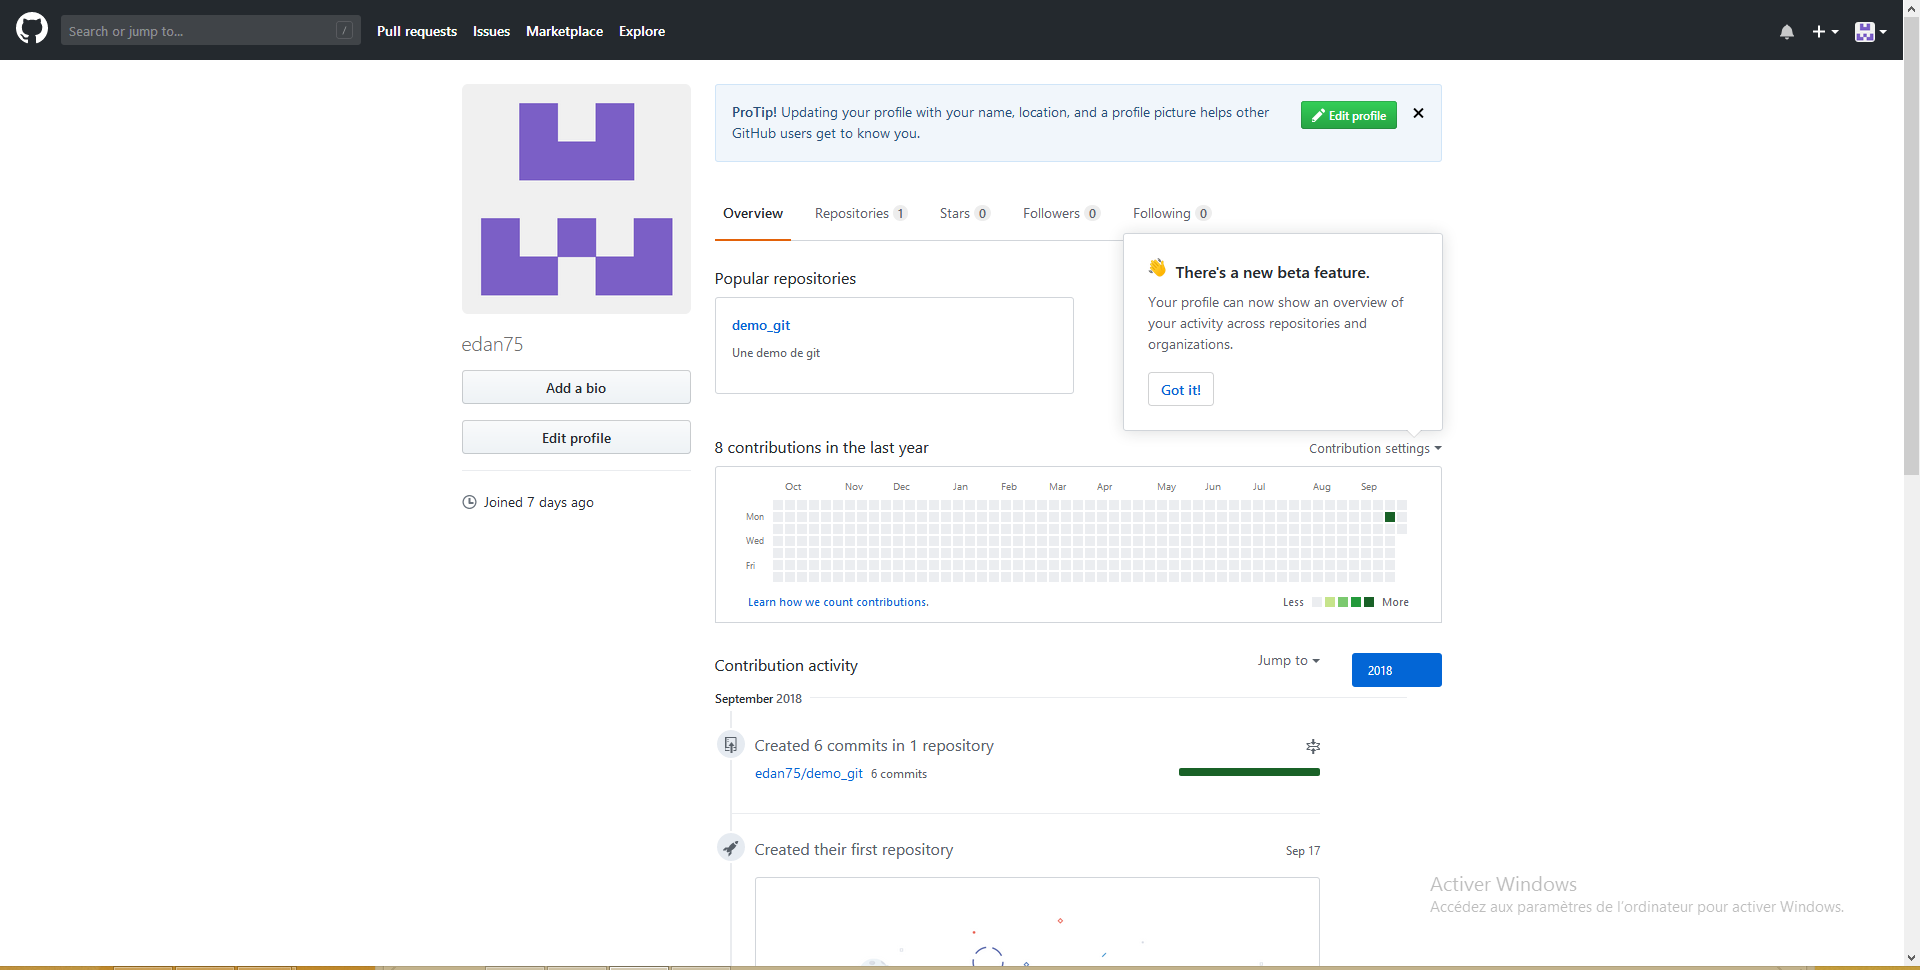 Search or jump to... /
Pull requests Issues Marketplace Explore
ProTip! Updating your profile with your name, location, and a profile picture helps other
GitHub users get to know you.
Edit profile
Overview Repositories 1 Stars 0 Followers 0 Following 0
There's a new beta feature.
Your profile can now show an overview of
your activity across repositories and
organizations.
Got it!
Popular repositories
demo_git
Une demo de git
edan75
Add a bio
Edit profile
Joined 7 days ago
8 contributions in the last year
Contribution settings
Oct Nov Dec Jan Feb Mar Apr May Jun Jul Aug Sep
Mon
Wed
Fri
Learn how we count contributions.
Less More
Contribution activity
Jump to
2018
September 2018
Created 6 commits in 1 repository
edan75/demo_git 6 commits
Created their first repository
Sep 17
Activer Windows
Accédez aux paramètres de l'ordinateur pour activer Windows.